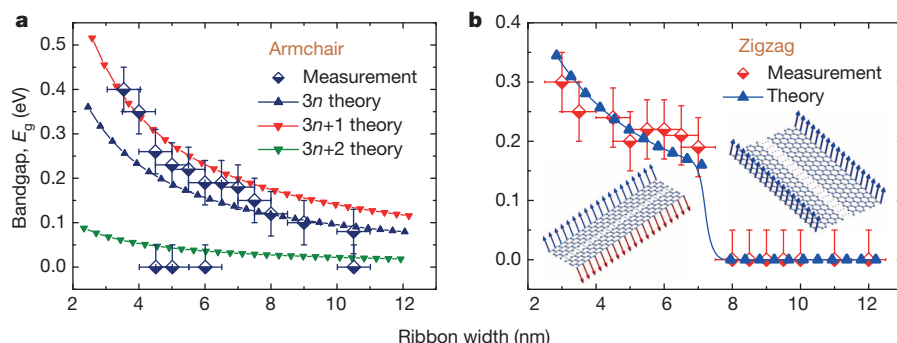 a
Bandgap, Eg (eV)
0.5
0.4
0.3
0.2
0.1
0.0
Armchair
Measurement
3n theory
3n+1 theory
3n+2 theory
2 4 6 8 10 12
b
0.4
0.3
0.2
0.1
0.0
Zigzag
Measurement
Theory
2 4 6 8 10 12
Ribbon width (nm)